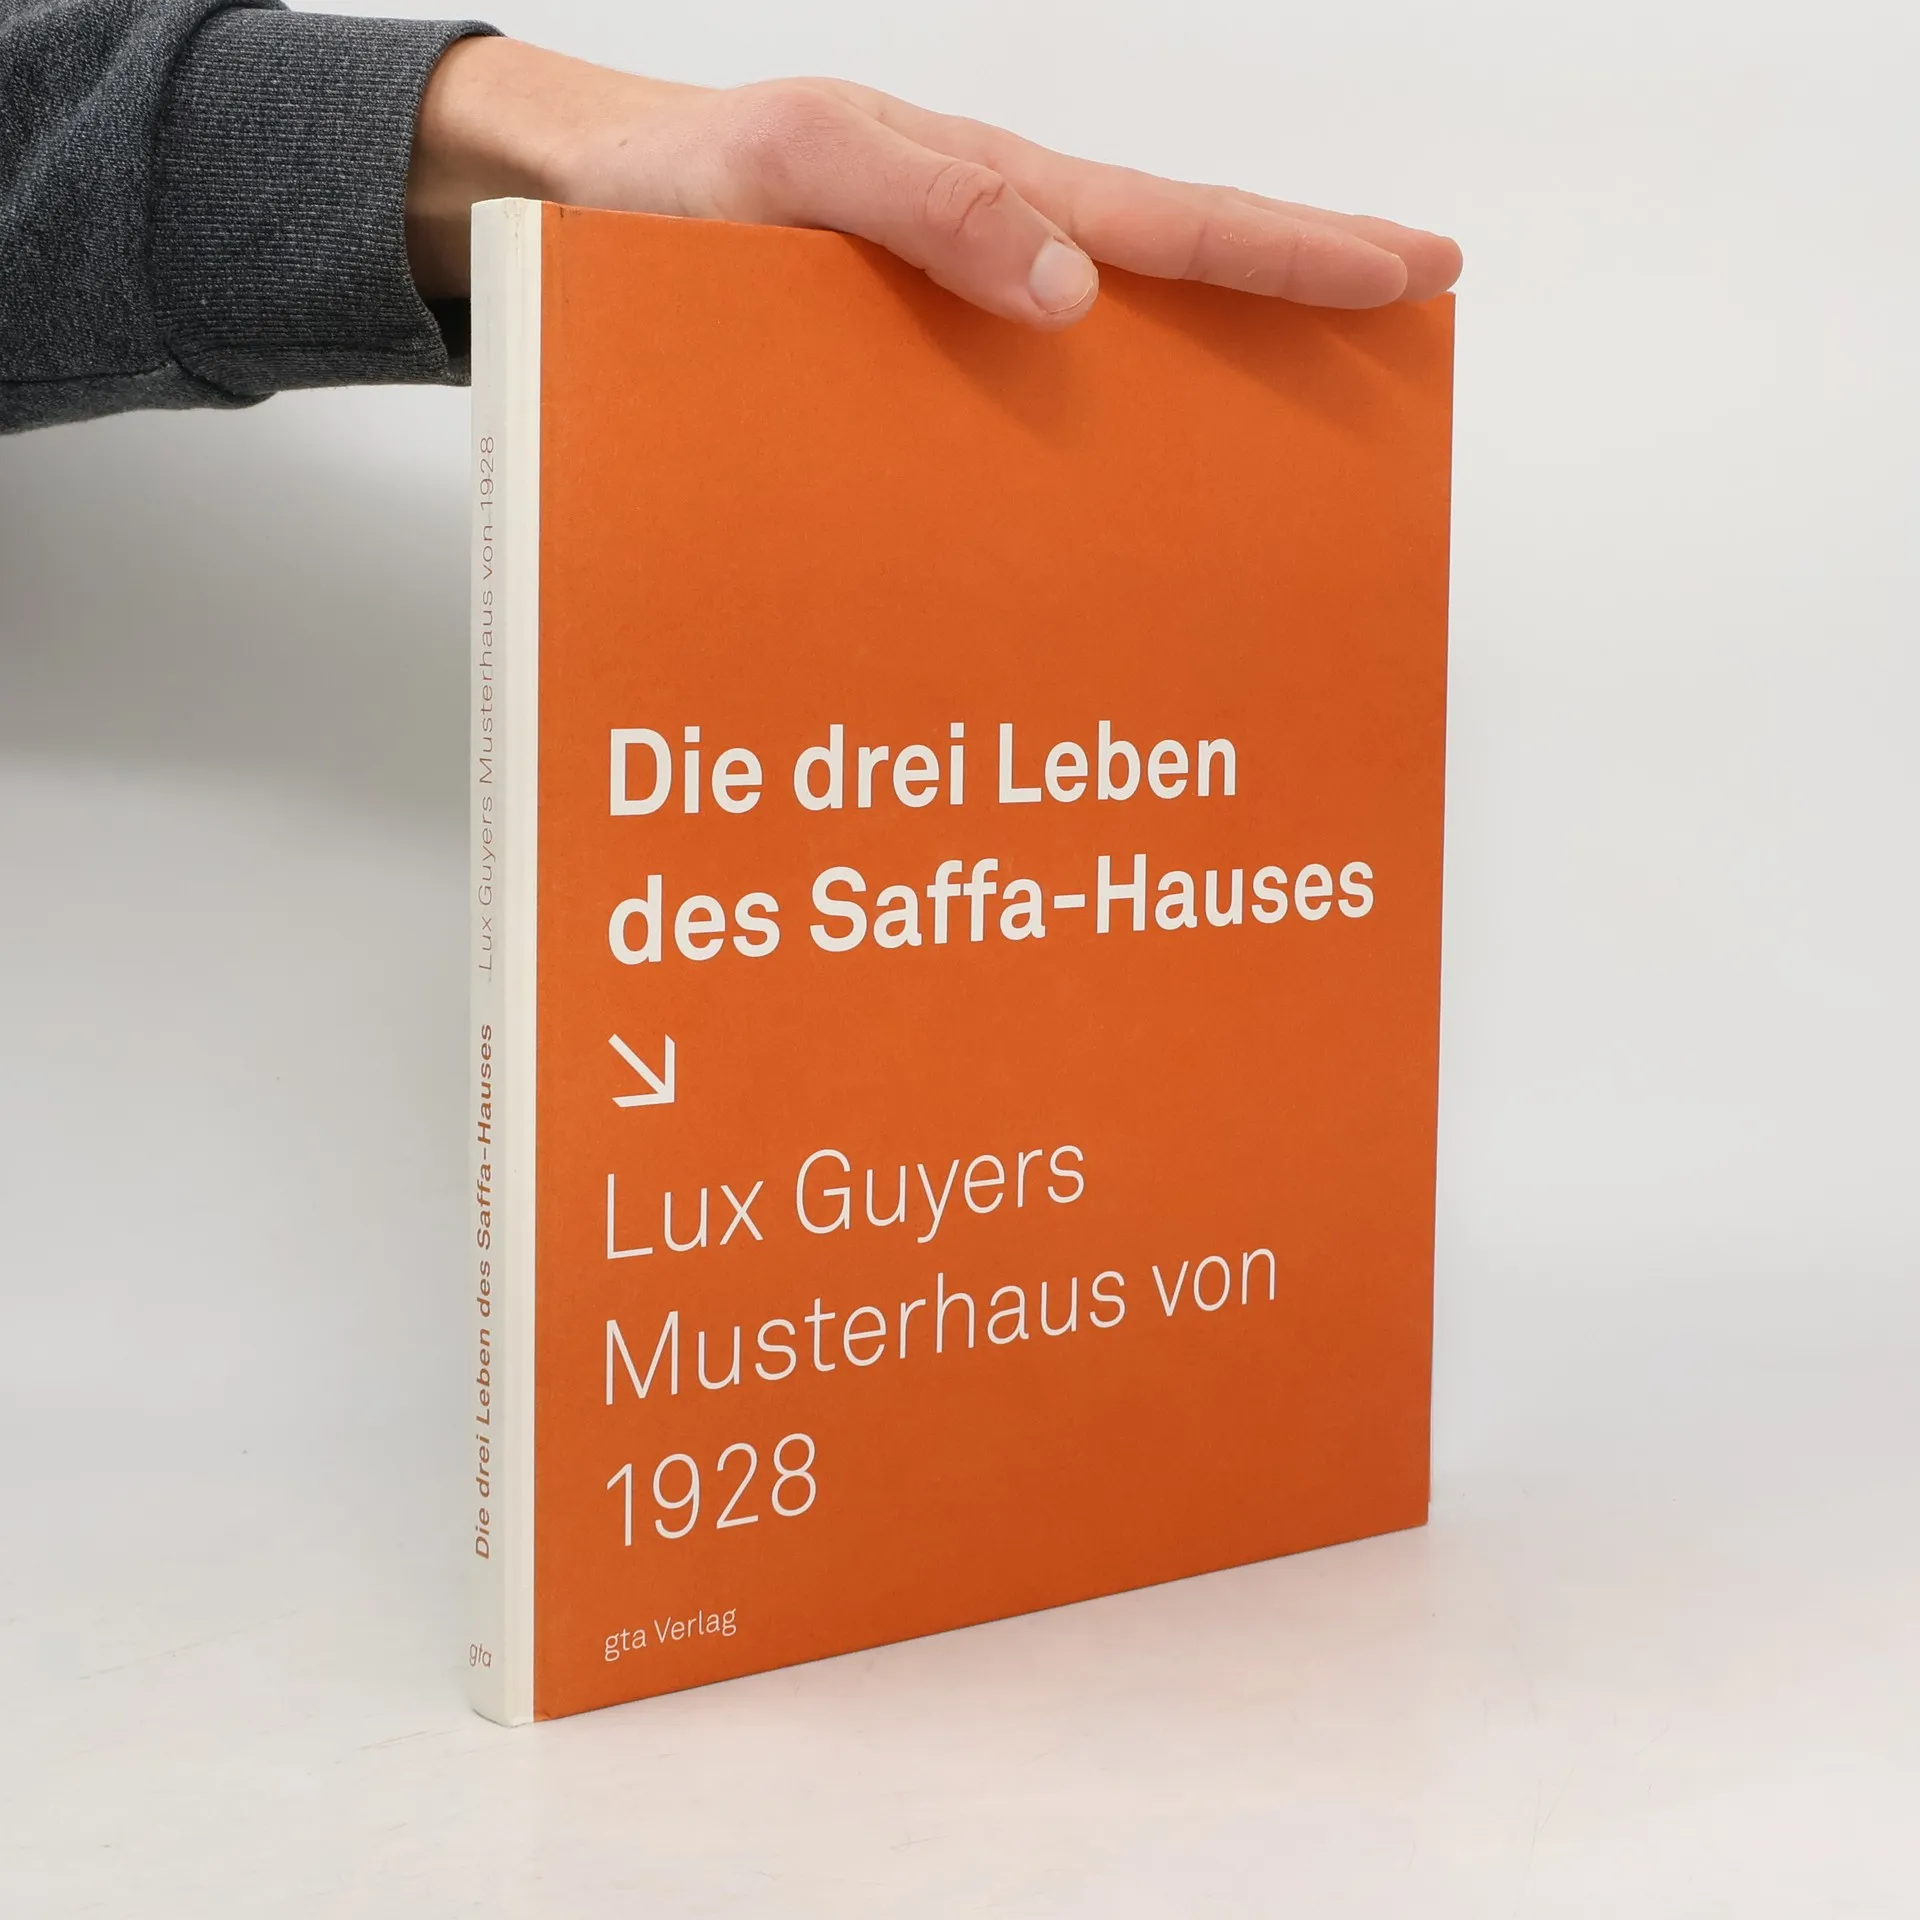 Die drei Leben
des Saffa-Hauses
↘
Lux Guyers
Musterhaus von
1928
gta Verlag
Die drei Leben des Saffa-Hauses Lux Guyers Musterhaus von 1928
gta